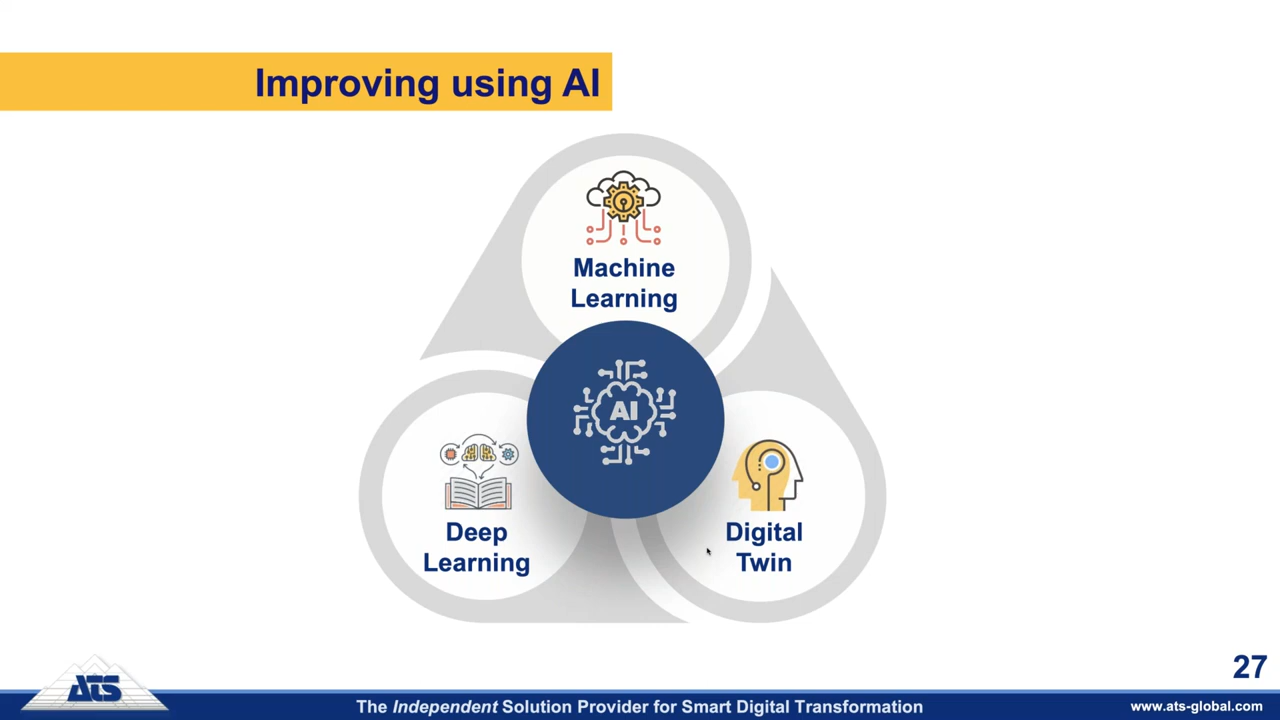 Improving using AI
Machine
Learning
AI
Deep
Learning
Digital
Twin
27
ATS
The Independent Solution Provider for Smart Digital Transformation
www.ats-global.com